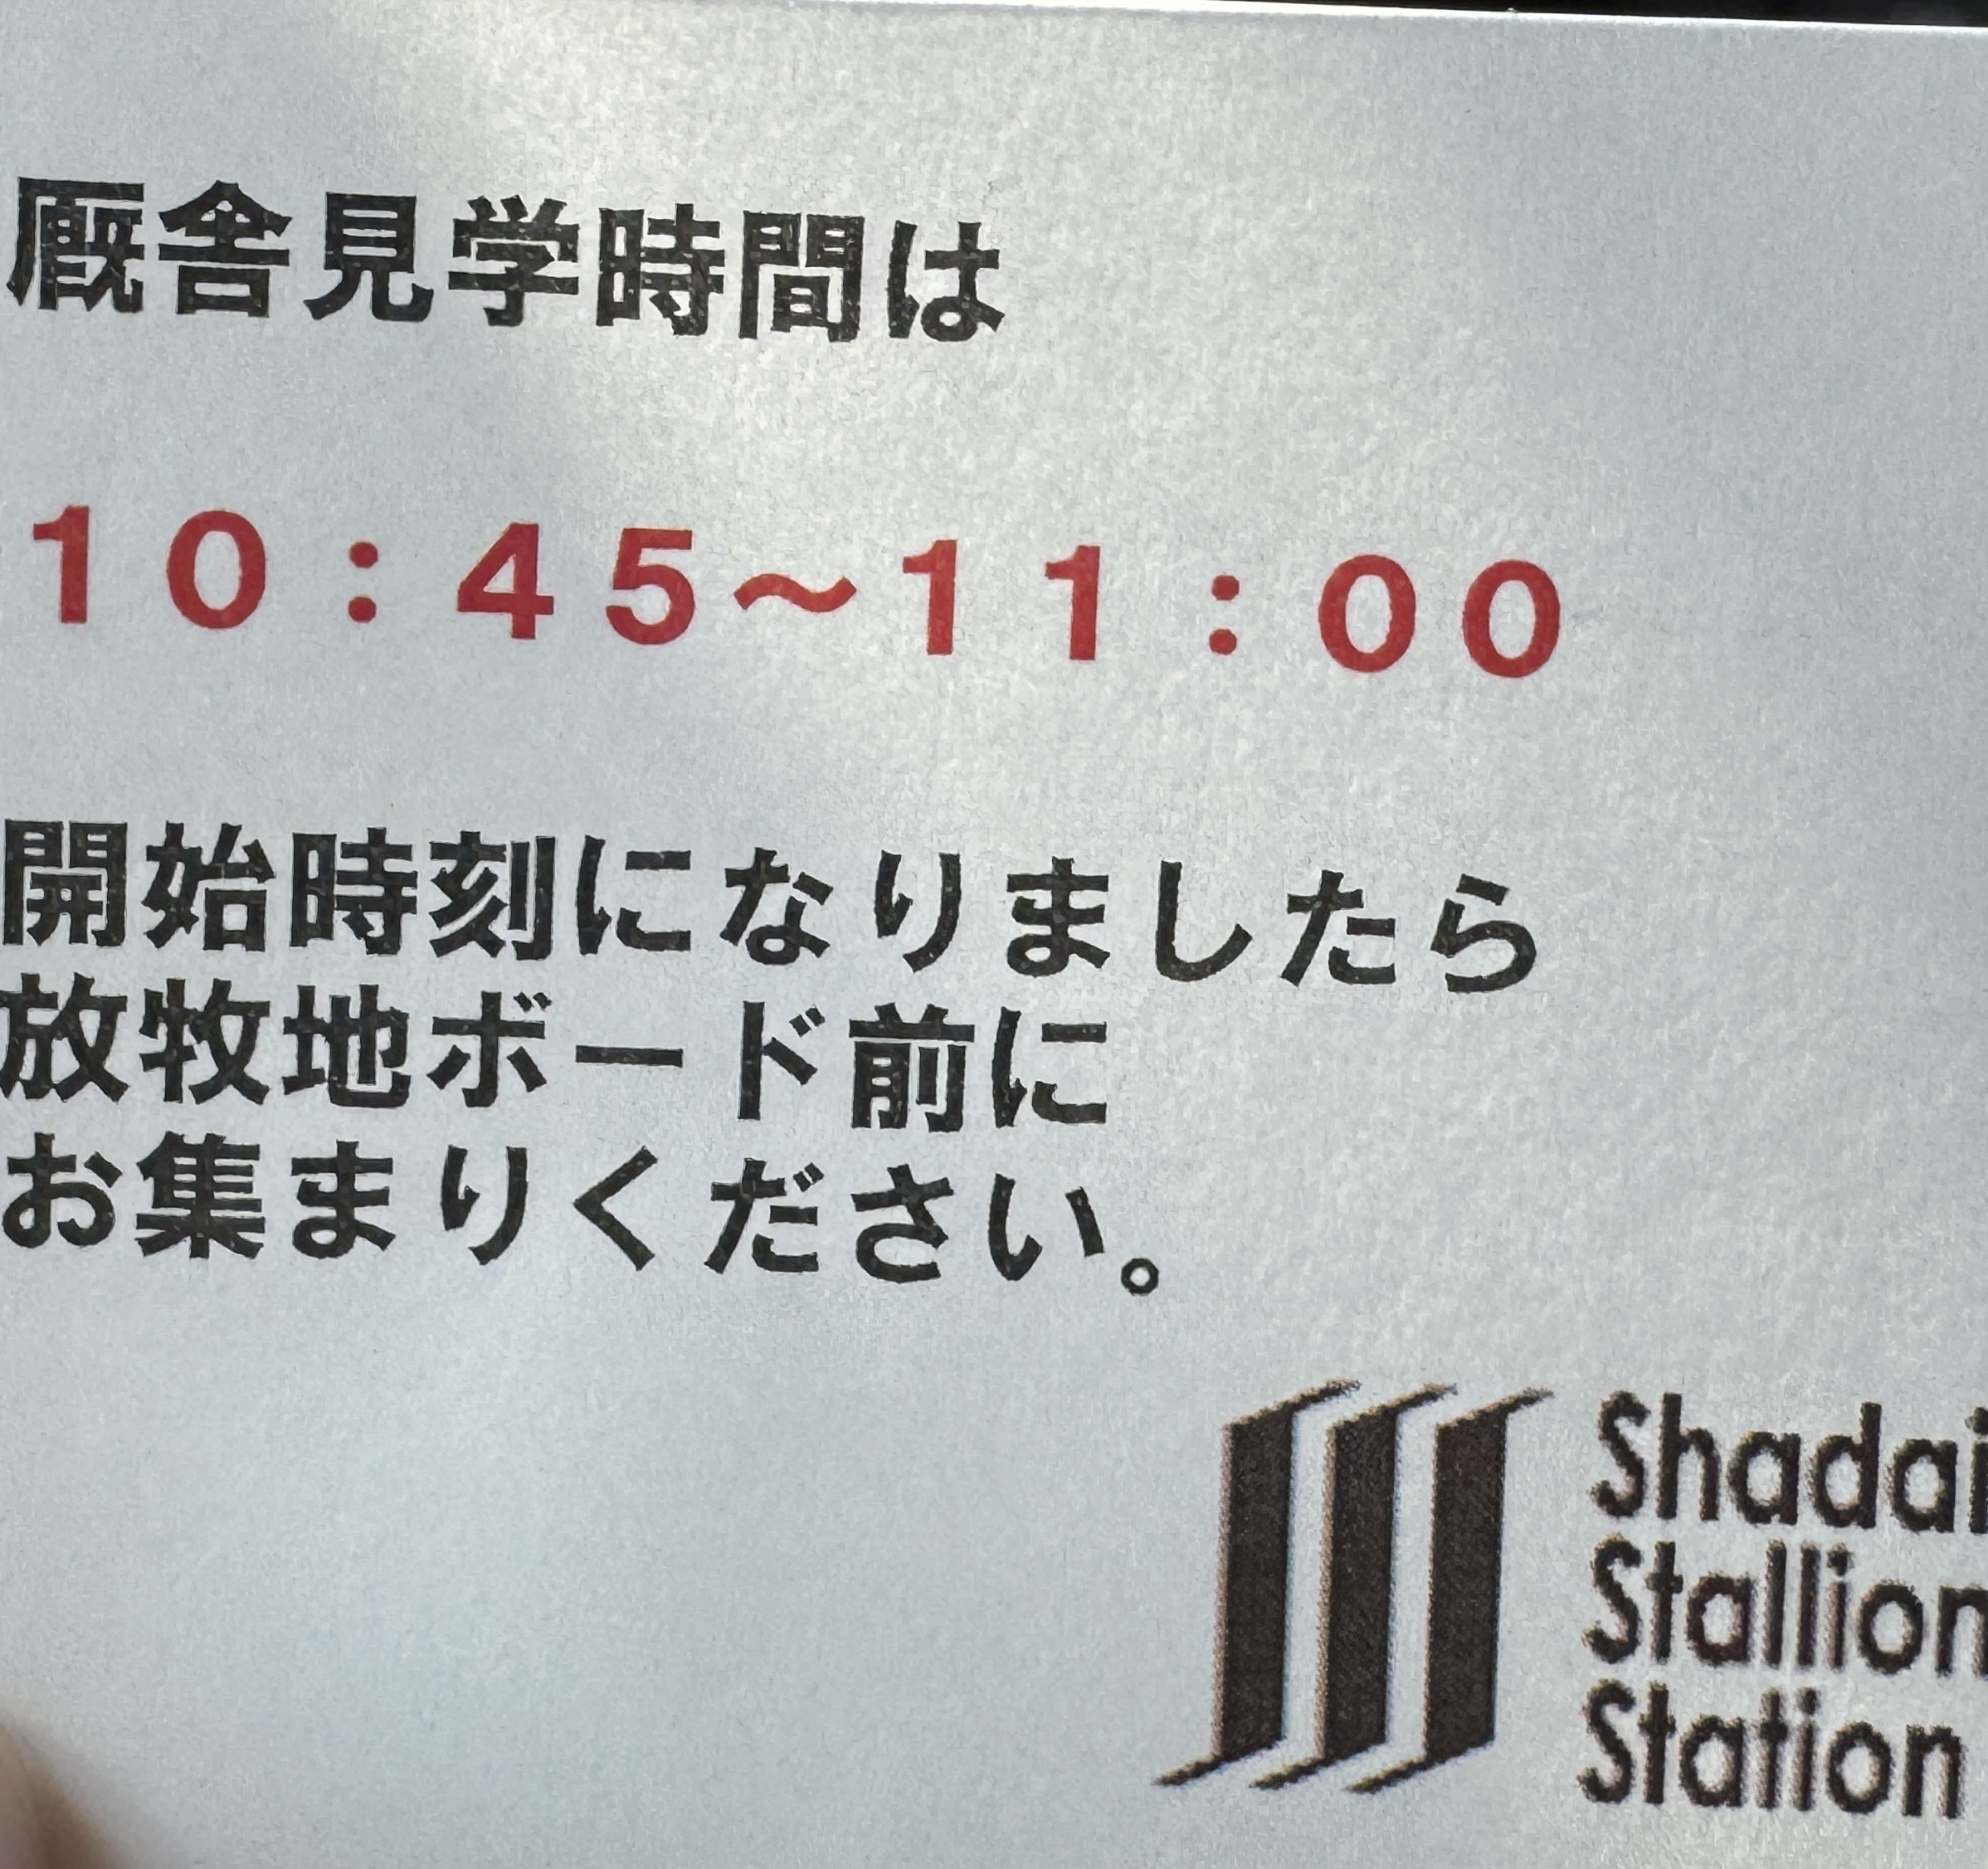 厩舎見学時間は
１０：４５～１１：００
開始時刻になりましたら
放牧地ボード前に
お集まりください。
Shadai
Stallion
Station